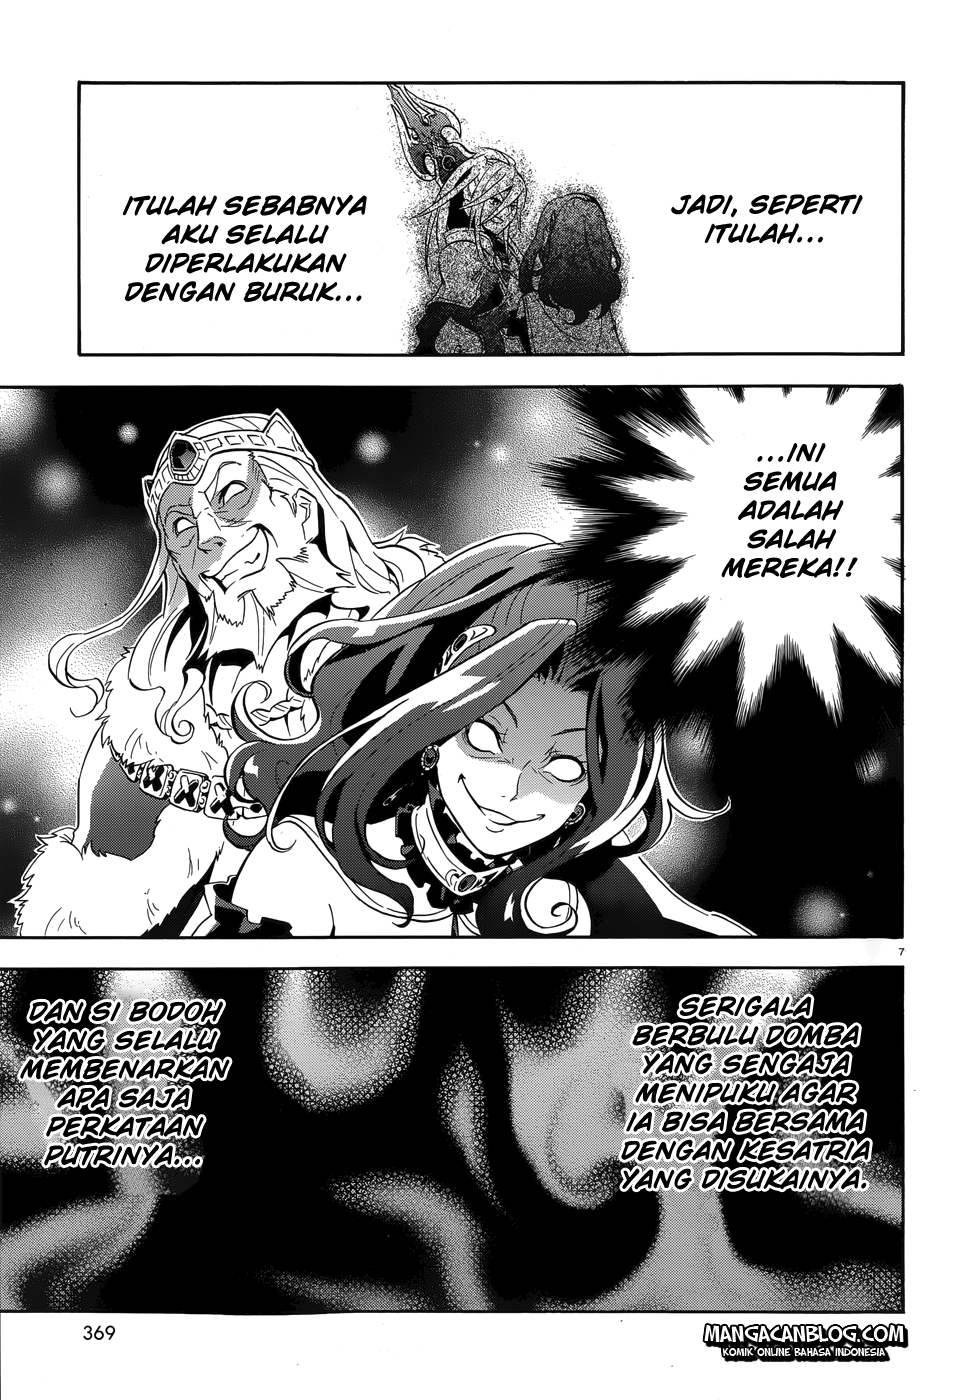 JADI, SEPERTI
ITULAH...
ITULAH SEBABNYA
AKU SELALU
DIPERLAKUKAN
DENGAN BURUK...
...INI
SEMUA
ADALAH
SALAH
MEREKA!!
7
SERIGALA
BERBULU DOMBA
YANG SENGAJA
MENIPUKU AGAR
IA BISA BERSAMA
DENGAN KESATRIA
YANG DISUKAINYA.
DAN SI BODOH
YANG SELALU
MEMBENARKAN
APA SAJA
PERKATAAN
PUTRINYA...
369
MANGACANBLOG.COM
KOMIK ONLINE BAHASA INDONESIA